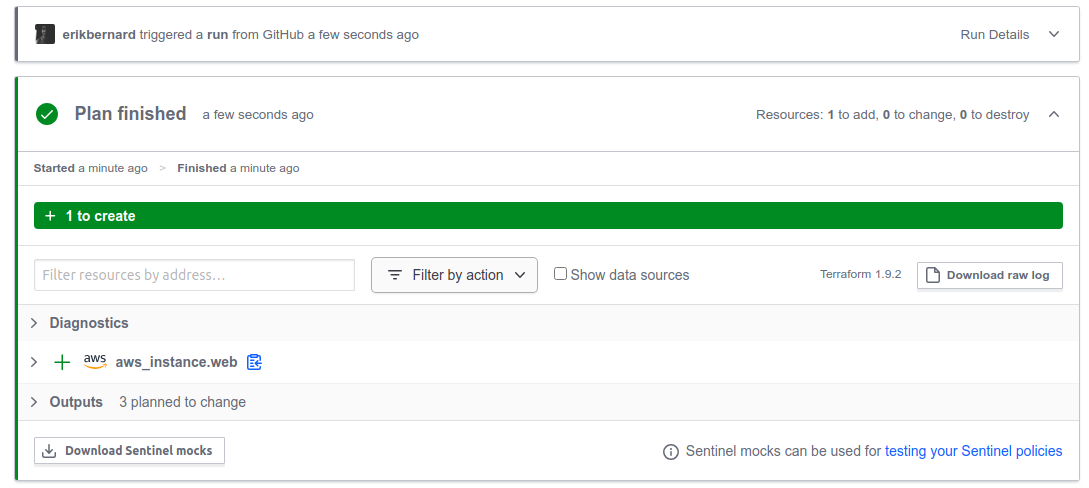 erikbernard triggered a run from GitHub a few seconds ago Run Details
Plan finished a few seconds ago Resources: 1 to add, 0 to change, 0 to destroy
Started a minute ago > Finished a minute ago
+ 1 to create
Filter resources by address... Filter by action Show data sources Terraform 1.9.2 Download raw log
Diagnostics
aws aws_instance.web
Outputs 3 planned to change
Download Sentinel mocks Sentinel mocks can be used for testing your Sentinel policies